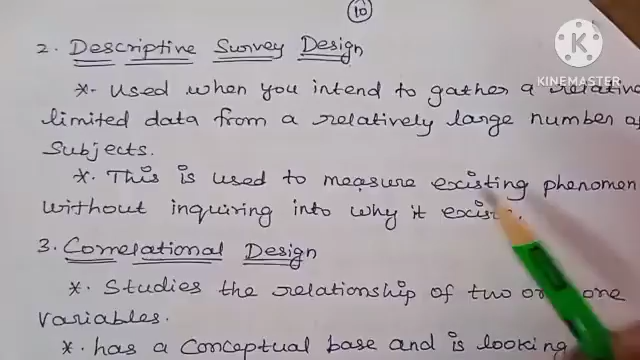 10
K
KINEMASTER
2. Descriptive Survey Design
*. Used when you intend to gather a relative
limited data from a relatively large number of
subjects.
*. This is used to measure existing phenomen
without inquiring into why it exists.
3. Correlational Design
*. Studies the relationship of two or one
variables.
*. has a conceptual base and is looking